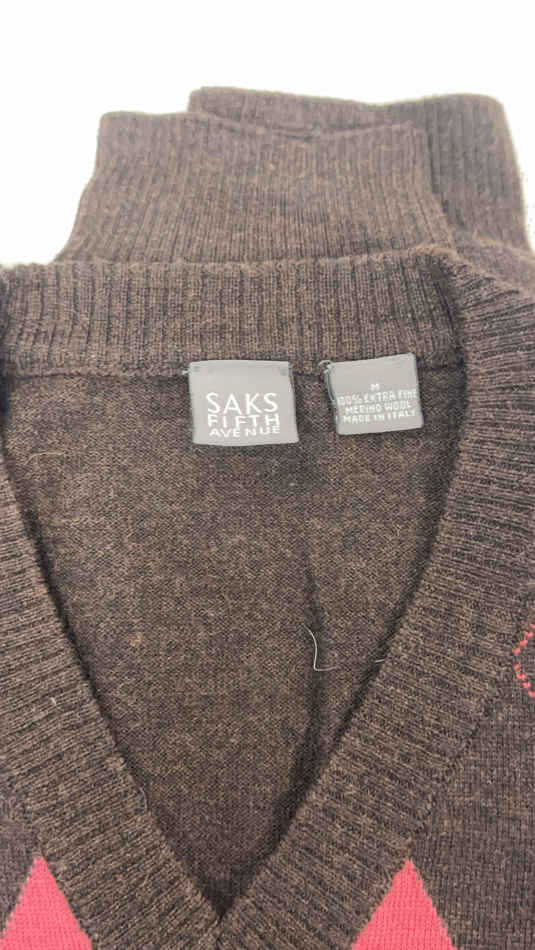 SAKS
FIFTH
AVENUE
M
100% EXTRA FINE
MERINO WOOL
MADE IN ITALY